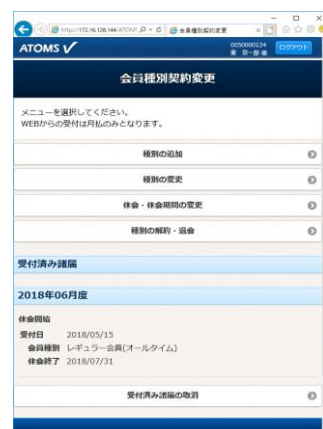 http://172.16.128.144/ATOM
会員種別契約変更
ATOMS
0050000124
ログアウト
会員種別契約変更
メニューを選択してください。
WEBからの受付は月払のみとなります。
種別の追加
種別の変更
休会・休会期間の変更
種別の解約・退会
受付済み諸届
2018年06月度
休会開始
受付日 2018/05/15
会員種別 レギュラー会員(オールタイム)
休会終了 2018/07/31
受付済み諸届の取消